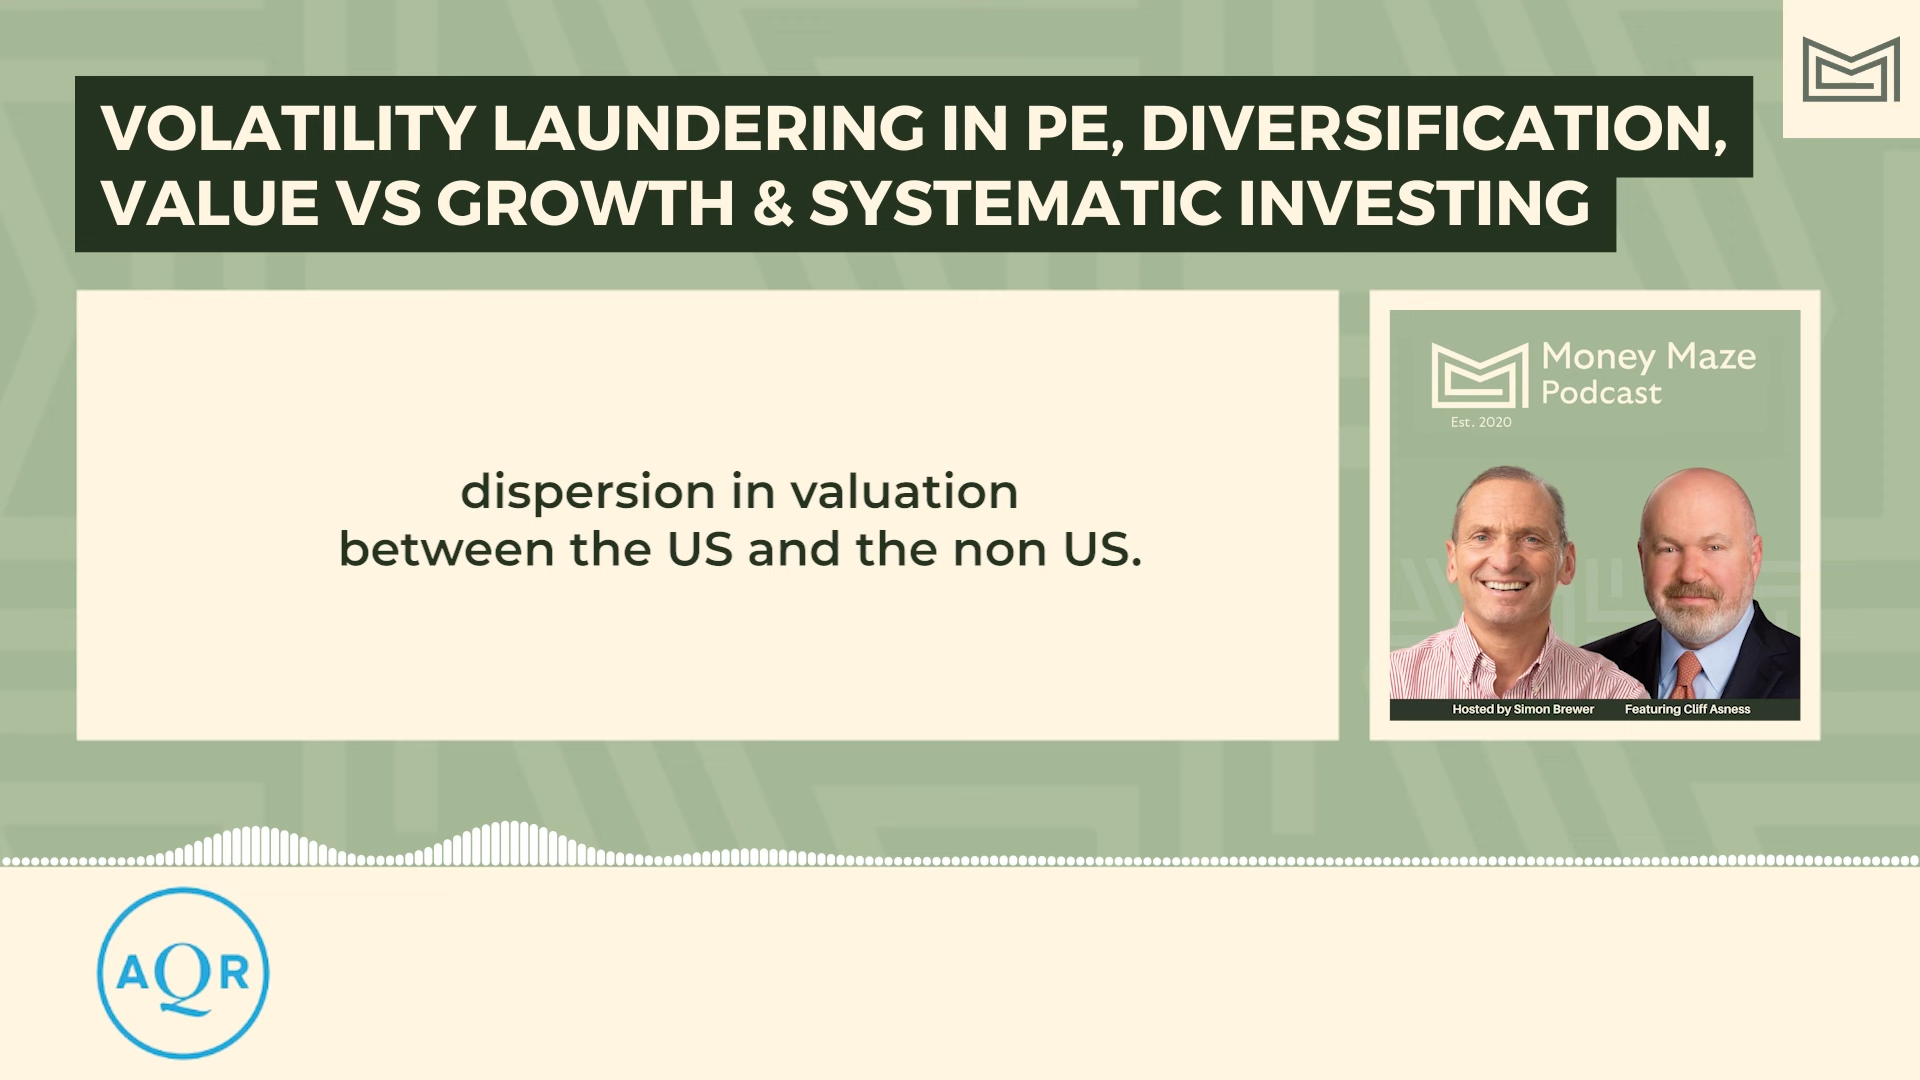 VOLATILITY LAUNDERING IN PE, DIVERSIFICATION,
VALUE VS GROWTH & SYSTEMATIC INVESTING
dispersion in valuation
between the US and the non US.
Money Maze
Podcast
Est. 2020
Hosted by Simon Brewer
Featuring Cliff Asness
AQR